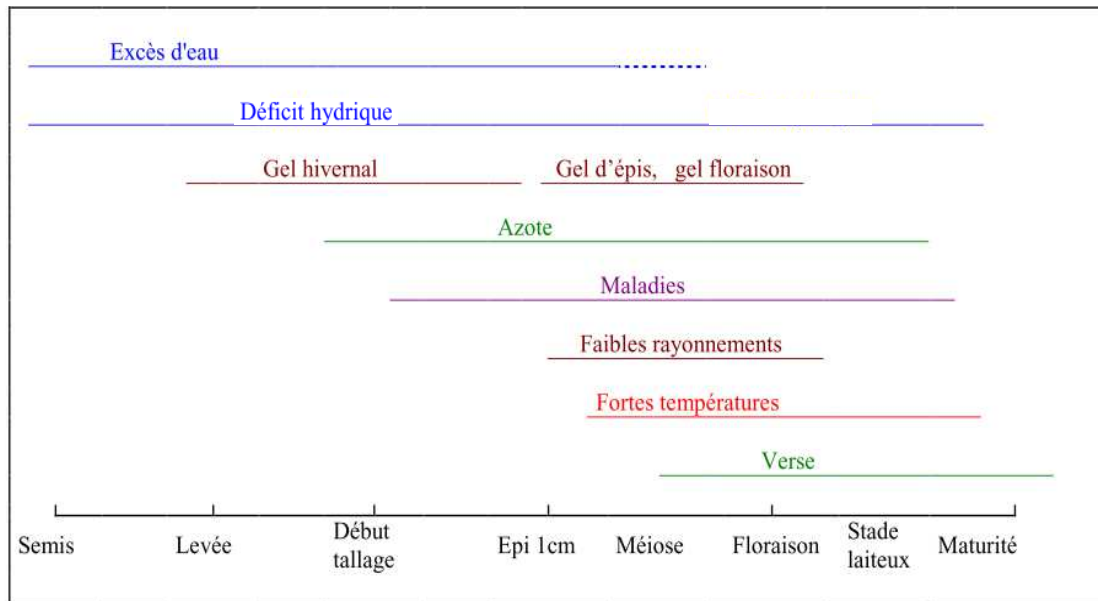 Excès d'eau
Déficit hydrique
Gel hivernal
Gel d’épis, gel floraison
Azote
Maladies
Faibles rayonnements
Fortes températures
Verse
Semis
Levée
Début
tallage
Epi 1cm
Méiose
Floraison
Stade
laiteux
Maturité